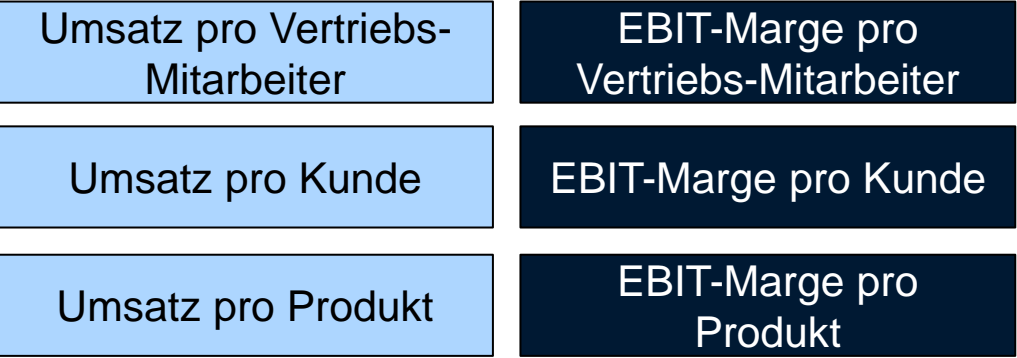 Umsatz pro Vertriebs-
Mitarbeiter
EBIT-Marge pro
Vertriebs-Mitarbeiter
Umsatz pro Kunde
EBIT-Marge pro Kunde
Umsatz pro Produkt
EBIT-Marge pro
Produkt